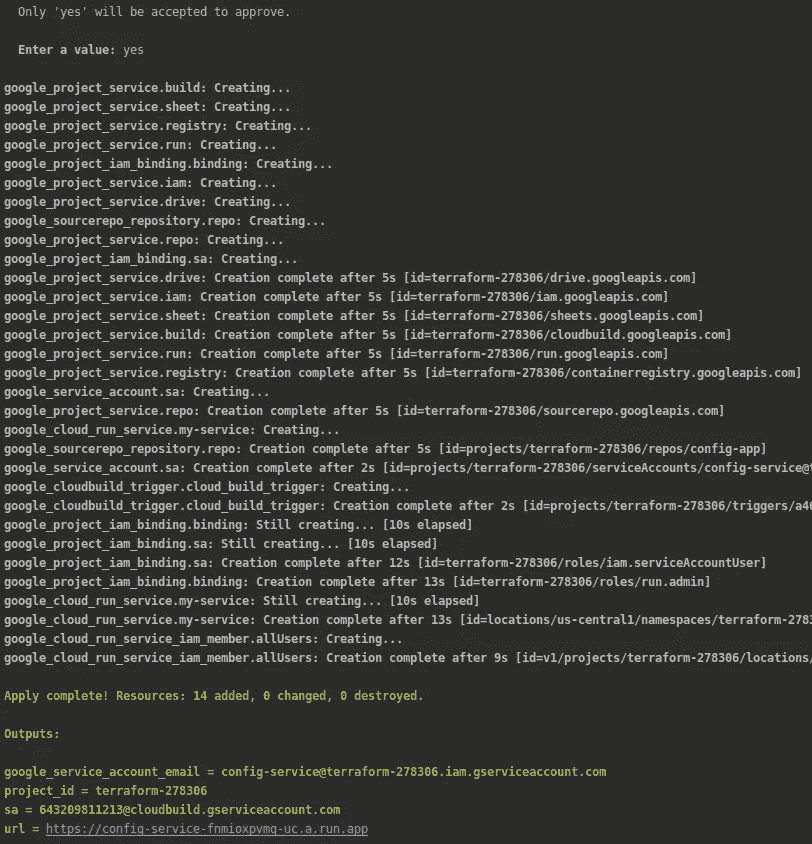 Only 'yes' will be accepted to approve.
Enter a value: yes
google_project_service.build: Creating...
google_project_service.sheet: Creating...
google_project_service.registry: Creating...
google_project_service.run: Creating...
google_project_iam_binding.binding: Creating...
google_project_service.iam: Creating...
google_project_service.drive: Creating...
google_sourcerepo_repository.repo: Creating...
google_project_service.repo: Creating...
google_project_iam_binding.sa: Creating...
google_project_service.drive: Creation complete after 5s [id=terraform-278306/drive.googleapis.com]
google_project_service.iam: Creation complete after 5s [id=terraform-278306/iam.googleapis.com]
google_project_service.sheet: Creation complete after 5s [id=terraform-278306/sheets.googleapis.com]
google_project_service.build: Creation complete after 5s [id=terraform-278306/cloudbuild.googleapis.com]
google_project_service.run: Creation complete after 5s [id=terraform-278306/run.googleapis.com]
google_project_service.registry: Creation complete after 5s [id=terraform-278306/containerregistry.googleapis.com]
google_service_account.sa: Creating...
google_project_service.repo: Creation complete after 5s [id=terraform-278306/sourcerepo.googleapis.com]
google_cloud_run_service.my-service: Creating...
google_sourcerepo_repository.repo: Creation complete after 5s [id=projects/terraform-278306/repos/config-app]
google_service_account.sa: Creation complete after 2s [id=projects/terraform-278306/serviceAccounts/config-service@t
google_cloudbuild_trigger.cloud_build_trigger: Creating...
google_cloudbuild_trigger.cloud_build_trigger: Creation complete after 2s [id=projects/terraform-278306/triggers/a40
google_project_iam_binding.binding: Still creating... [10s elapsed]
google_project_iam_binding.sa: Still creating... [10s elapsed]
google_project_iam_binding.sa: Creation complete after 12s [id=terraform-278306/roles/iam.serviceAccountUser]
google_project_iam_binding.binding: Creation complete after 13s [id=terraform-278306/roles/run.admin]
google_cloud_run_service.my-service: Still creating... [10s elapsed]
google_cloud_run_service.my-service: Creation complete after 13s [id=locations/us-central1/namespaces/terraform-2783
google_cloud_run_service_iam_member.allUsers: Creating...
google_cloud_run_service_iam_member.allUsers: Creation complete after 9s [id=v1/projects/terraform-278306/locations/
Apply complete! Resources: 14 added, 0 changed, 0 destroyed.
Outputs:
google_service_account_email = config-service@terraform-278306.iam.gserviceaccount.com
project_id = terraform-278306
sa = 643209811213@cloudbuild.gserviceaccount.com
url = https://config-service-fnmioxpvmq-uc.a.run.app